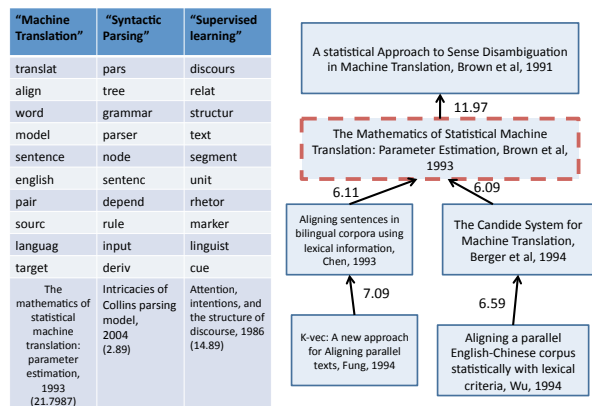 “Machine Translation” “Syntactic Parsing” “Supervised learning”
translat pars discours
align tree relat
word grammar structur
model parser text
sentence node segment
english sentenc unit
pair depend rhetor
sourc rule marker
languag input linguist
target deriv cue
The mathematics of statistical machine translation: parameter estimation, 1993 (21.7987)
Intricacies of Collins parsing model, 2004 (2.89)
Attention, intentions, and the structure of discourse, 1986 (14.89)
A statistical Approach to Sense Disambiguation
in Machine Translation, Brown et al, 1991
11.97
The Mathematics of Statistical Machine
Translation: Parameter Estimation, Brown et al,
1993
6.11
6.09
Aligning sentences in
bilingual corpora using
lexical information,
Chen, 1993
The Candide System for
Machine Translation,
Berger et al, 1994
7.09
6.59
K-vec: A new approach
for Aligning parallel
texts, Fung, 1994
Aligning a parallel
English-Chinese corpus
statistically with lexical
criteria, Wu, 1994